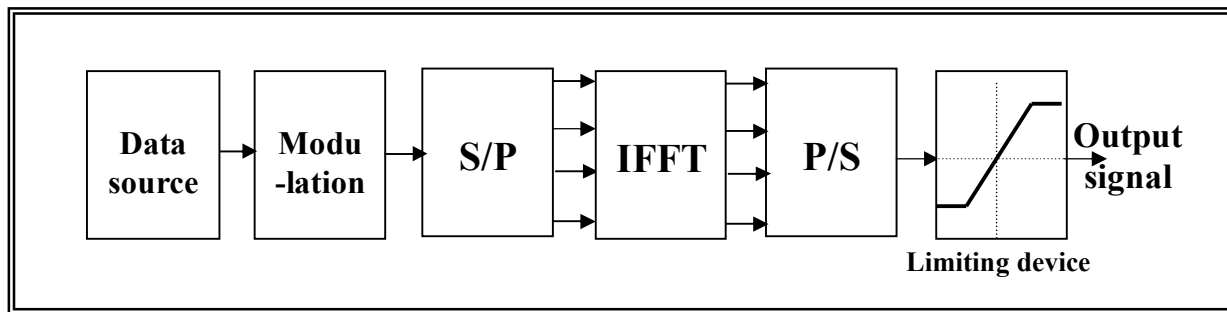 Data
source
Modu
-lation
S/P
IFFT
P/S
Output
signal
Limiting device